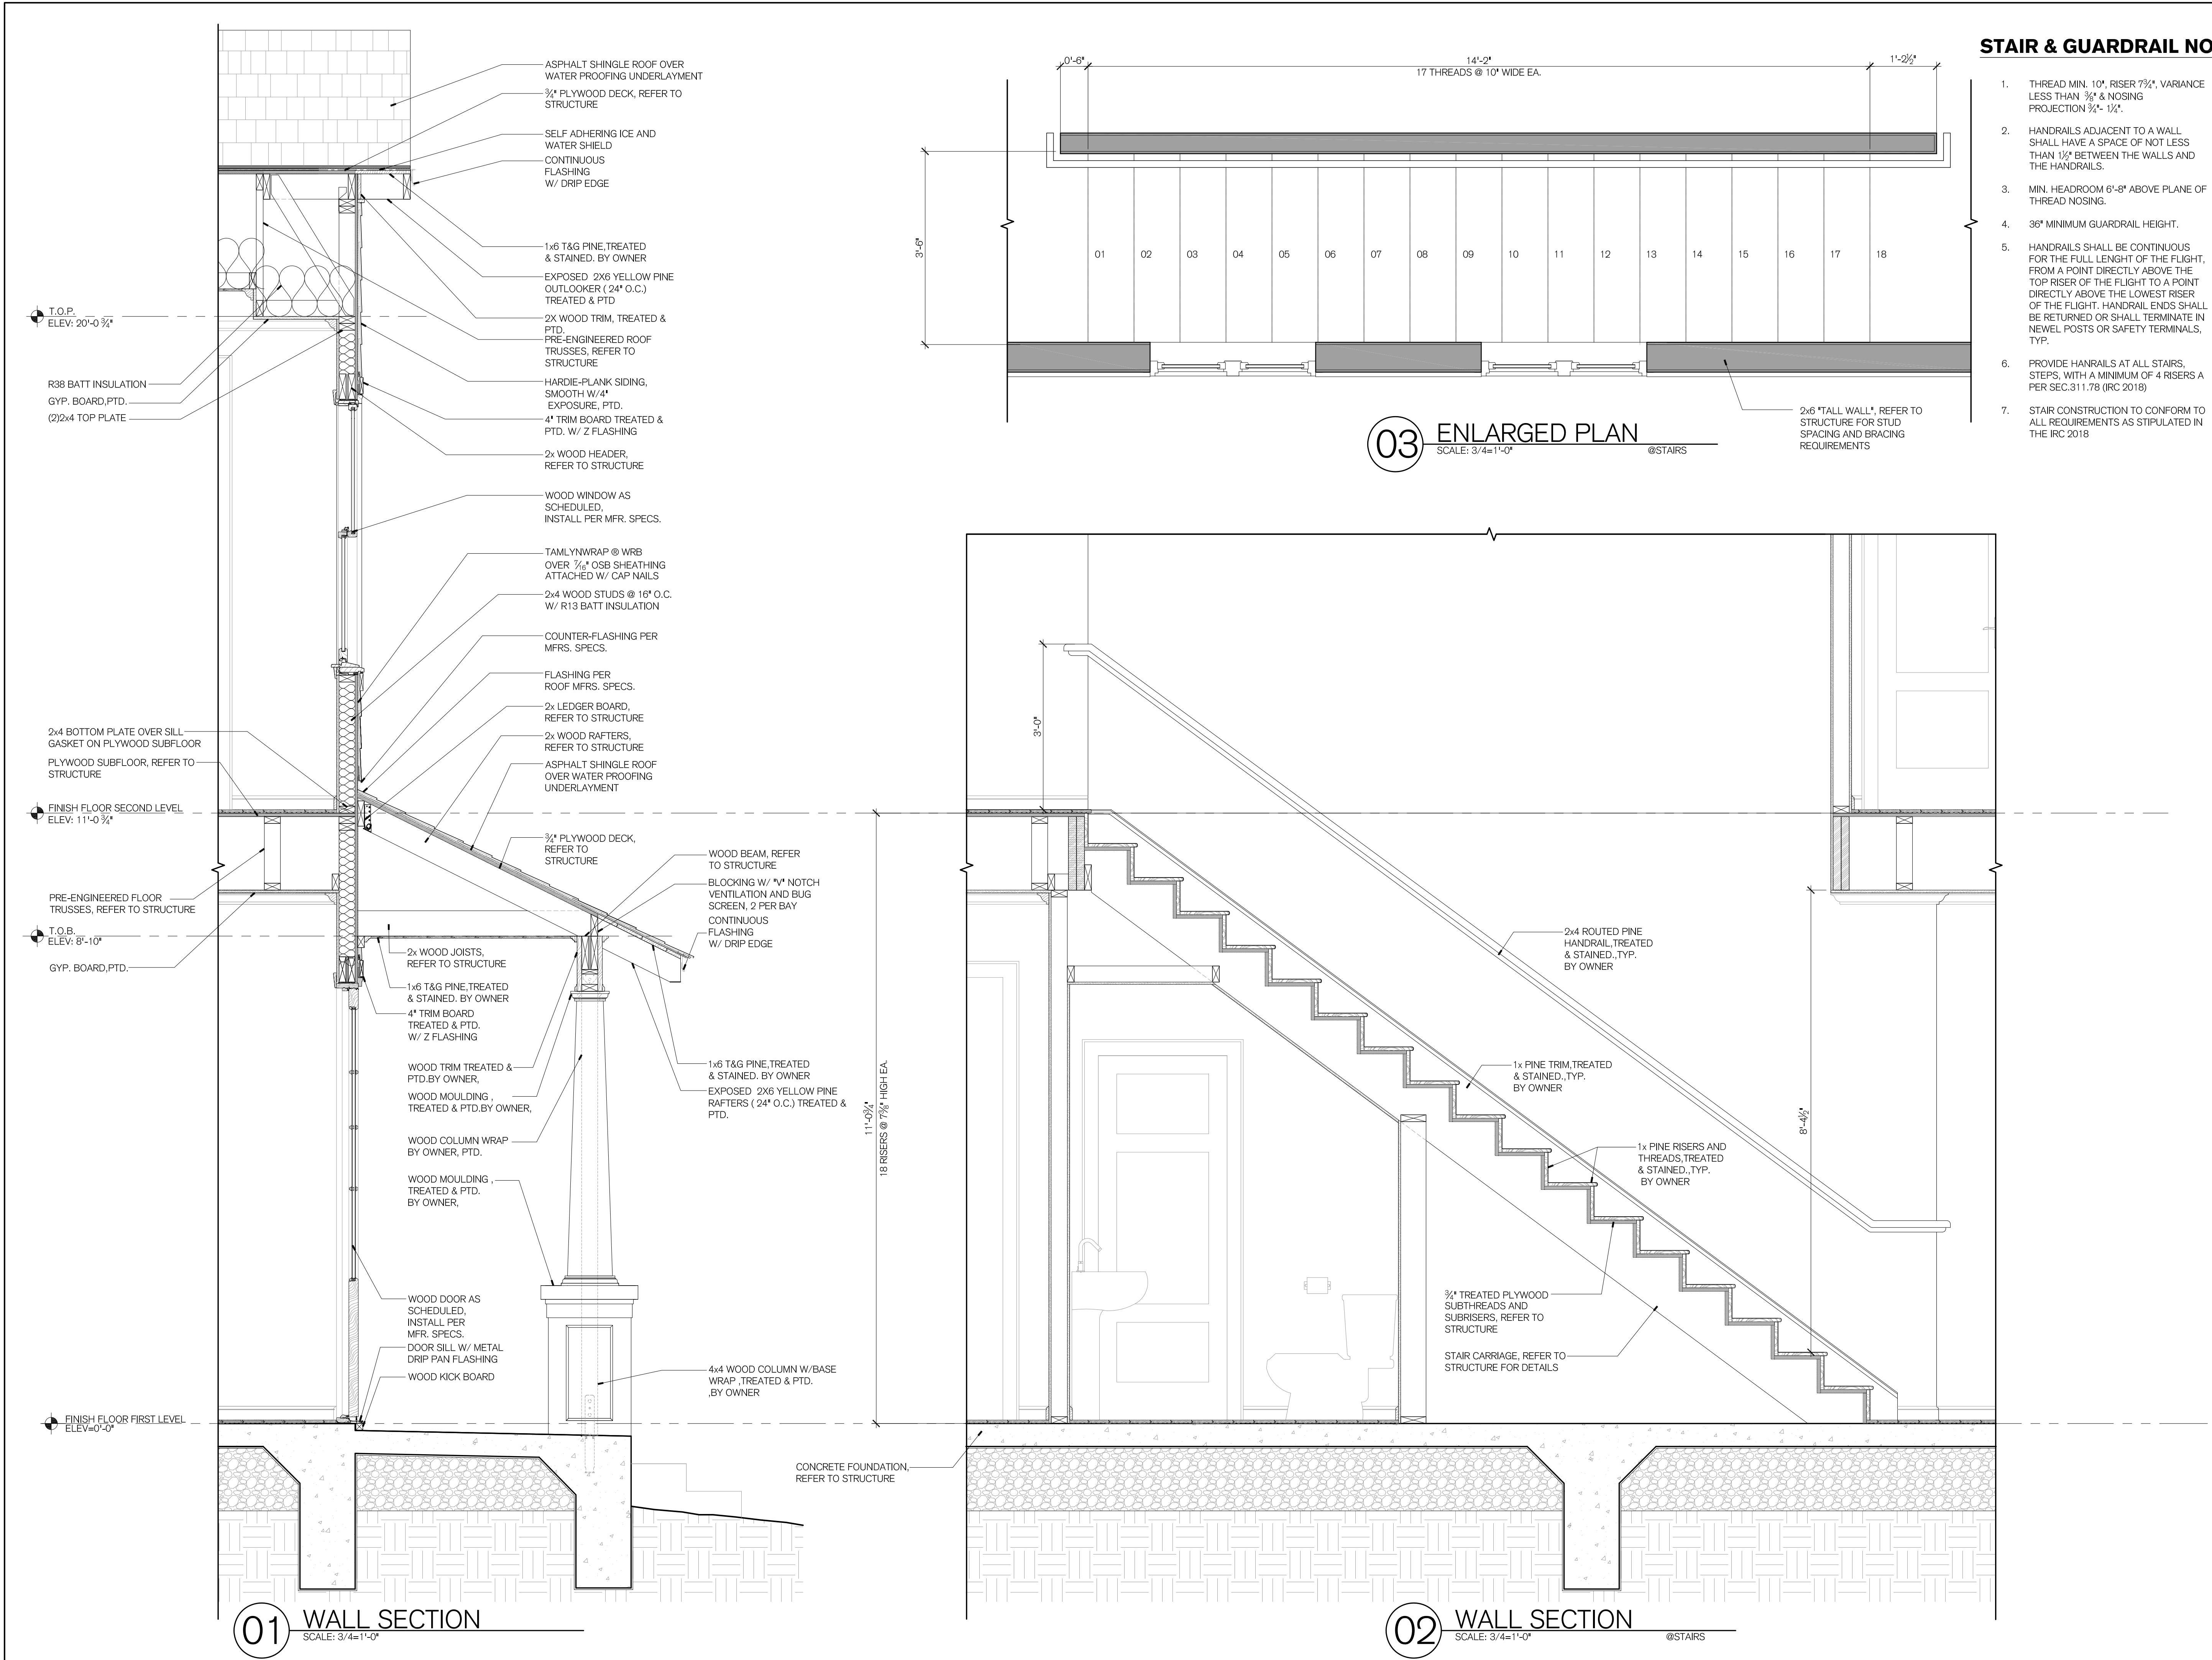 ASPHALT SHINGLE ROOF OVER
WATER PROOFING UNDERLAYMENT
¾" PLYWOOD DECK, REFER TO
STRUCTURE
SELF ADHERING ICE AND
WATER SHIELD
CONTINUOUS
FLASHING
W/ DRIP EDGE
1x6 T&G PINE,TREATED
& STAINED. BY OWNER
EXPOSED 2X6 YELLOW PINE
OUTLOOKER ( 24" O.C.)
TREATED & PTD
2X WOOD TRIM, TREATED &
PTD.
PRE-ENGINEERED ROOF
TRUSSES, REFER TO
STRUCTURE
HARDIE-PLANK SIDING,
SMOOTH W/4"
EXPOSURE, PTD.
4" TRIM BOARD TREATED &
PTD. W/ Z FLASHING
2x WOOD HEADER,
REFER TO STRUCTURE
WOOD WINDOW AS
SCHEDULED,
INSTALL PER MFR. SPECS.
TAMLYNWRAP ® WRB
OVER 7⁄16" OSB SHEATHING
ATTACHED W/ CAP NAILS
2x4 WOOD STUDS @ 16" O.C.
W/ R13 BATT INSULATION
COUNTER-FLASHING PER
MFRS. SPECS.
FLASHING PER
ROOF MFRS. SPECS.
2x LEDGER BOARD,
REFER TO STRUCTURE
2x WOOD RAFTERS,
REFER TO STRUCTURE
ASPHALT SHINGLE ROOF
OVER WATER PROOFING
UNDERLAYMENT
¾" PLYWOOD DECK,
REFER TO
STRUCTURE
WOOD BEAM, REFER
TO STRUCTURE
BLOCKING W/ "V" NOTCH
VENTILATION AND BUG
SCREEN, 2 PER BAY
CONTINUOUS
FLASHING
W/ DRIP EDGE
T.O.P.
ELEV: 20'-0 ¾"
R38 BATT INSULATION
GYP. BOARD,PTD.
(2)2x4 TOP PLATE
2x4 BOTTOM PLATE OVER SILL
GASKET ON PLYWOOD SUBFLOOR
PLYWOOD SUBFLOOR, REFER TO
STRUCTURE
FINISH FLOOR SECOND LEVEL
ELEV: 11'-0 ¾"
PRE-ENGINEERED FLOOR
TRUSSES, REFER TO STRUCTURE
T.O.B.
ELEV: 8'-10"
GYP. BOARD,PTD.
2x WOOD JOISTS,
REFER TO STRUCTURE
1x6 T&G PINE,TREATED
& STAINED. BY OWNER
4" TRIM BOARD
TREATED & PTD.
W/ Z FLASHING
WOOD TRIM TREATED &
PTD.BY OWNER,
WOOD MOULDING ,
TREATED & PTD.BY OWNER,
WOOD COLUMN WRAP
BY OWNER, PTD.
WOOD MOULDING ,
TREATED & PTD.
BY OWNER,
1x6 T&G PINE,TREATED
& STAINED. BY OWNER
EXPOSED 2X6 YELLOW PINE
RAFTERS ( 24" O.C.) TREATED &
PTD.
WOOD DOOR AS
SCHEDULED,
INSTALL PER
MFR. SPECS.
DOOR SILL W/ METAL
DRIP PAN FLASHING
WOOD KICK BOARD
4x4 WOOD COLUMN W/BASE
WRAP ,TREATED & PTD.
,BY OWNER
FINISH FLOOR FIRST LEVEL
ELEV=0'-0"
01
WALL SECTION
SCALE: 3/4=1'-0"
0'-6"
14'-2"
17 THREADS @ 10" WIDE EA.
1'-2½"
3'-6"
01 02 03 04 05 06 07 08 09 10 11 12 13 14 15 16 17 18
2x6 "TALL WALL", REFER TO
STRUCTURE FOR STUD
SPACING AND BRACING
REQUIREMENTS
03
ENLARGED PLAN
SCALE: 3/4=1'-0" @STAIRS
STAIR & GUARDRAIL NO
1. THREAD MIN. 10", RISER 7¾", VARIANCE
LESS THAN ⅜" & NOSING
PROJECTION ¾"- 1¼".
2. HANDRAILS ADJACENT TO A WALL
SHALL HAVE A SPACE OF NOT LESS
THAN 1½" BETWEEN THE WALLS AND
THE HANDRAILS.
3. MIN. HEADROOM 6'-8" ABOVE PLANE OF
THREAD NOSING.
4. 36" MINIMUM GUARDRAIL HEIGHT.
5. HANDRAILS SHALL BE CONTINUOUS
FOR THE FULL LENGHT OF THE FLIGHT,
FROM A POINT DIRECTLY ABOVE THE
TOP RISER OF THE FLIGHT TO A POINT
DIRECTLY ABOVE THE LOWEST RISER
OF THE FLIGHT. HANDRAIL ENDS SHALL
BE RETURNED OR SHALL TERMINATE IN
NEWEL POSTS OR SAFETY TERMINALS,
TYP.
6. PROVIDE HANRAILS AT ALL STAIRS,
STEPS, WITH A MINIMUM OF 4 RISERS A
PER SEC.311.78 (IRC 2018)
7. STAIR CONSTRUCTION TO CONFORM TO
ALL REQUIREMENTS AS STIPULATED IN
THE IRC 2018
3'-0"
11'-0¾"
18 RISERS @ 7⅜" HIGH EA.
8'-4½"
2x4 ROUTED PINE
HANDRAIL,TREATED
& STAINED.,TYP.
BY OWNER
1x PINE TRIM,TREATED
& STAINED.,TYP.
BY OWNER
1x PINE RISERS AND
THREADS,TREATED
& STAINED.,TYP.
BY OWNER
¾" TREATED PLYWOOD
SUBTHREADS AND
SUBRISERS, REFER TO
STRUCTURE
STAIR CARRIAGE, REFER TO
STRUCTURE FOR DETAILS
CONCRETE FOUNDATION,
REFER TO STRUCTURE
02
WALL SECTION
SCALE: 3/4=1'-0" @STAIRS